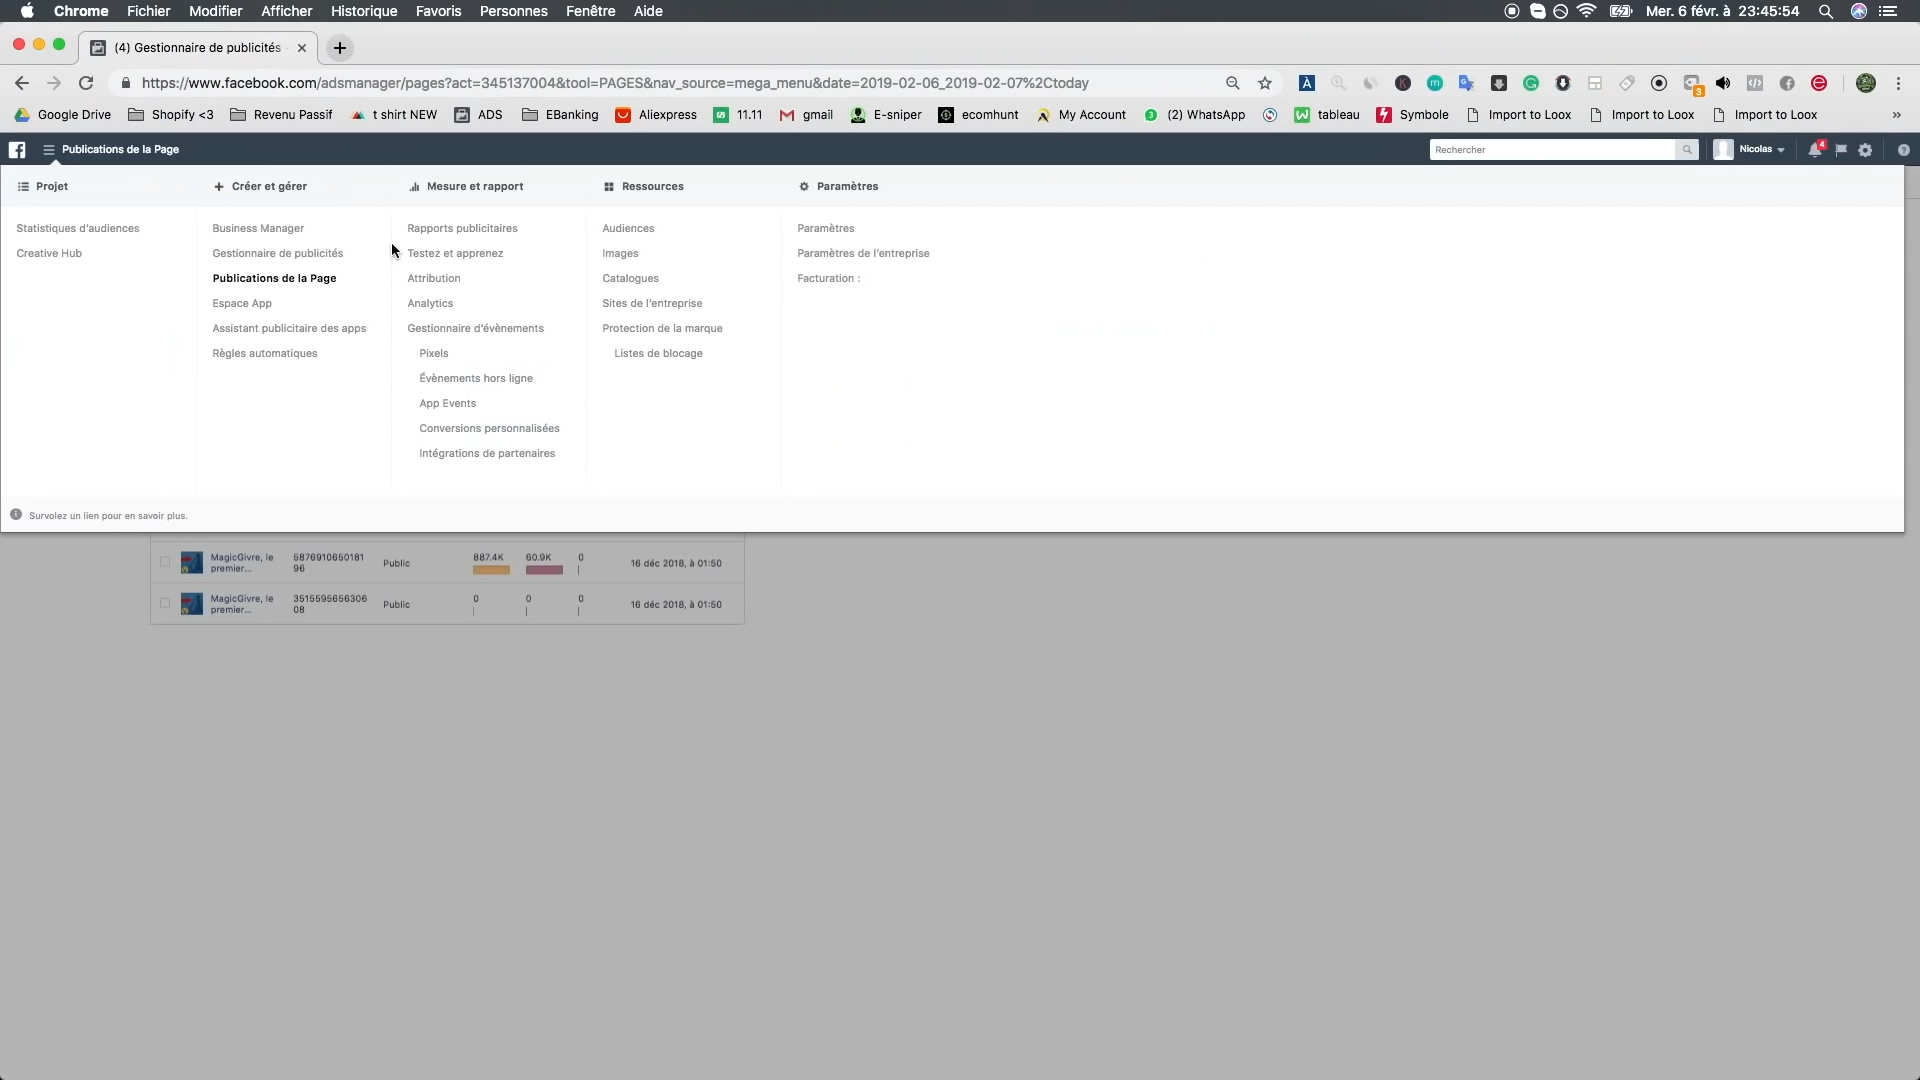 Chrome Fichier Modifier Afficher Historique Favoris Personnes Fenêtre Aide Mer. 6 févr. à 23:45:54
(4) Gestionnaire de publicités
https://www.facebook.com/adsmanager/pages?act=345137004&tool=PAGES&nav_source=mega_menu&date=2019-02-06_2019-02-07%2Ctoday
Google Drive Shopify <3 Revenu Passif t shirt NEW ADS EBanking Aliexpress 11.11 gmail E-sniper ecomhunt My Account (2) WhatsApp tableau Symbole Import to Loox Import to Loox Import to Loox »
Publications de la Page Rechercher Nicolas 4
Projet Créer et gérer Mesure et rapport Ressources Paramètres
Statistiques d'audiences Business Manager Rapports publicitaires Audiences Paramètres
Creative Hub Gestionnaire de publicités Testez et apprenez Images Paramètres de l'entreprise
Publications de la Page Attribution Catalogues Facturation :
Espace App Analytics Sites de l'entreprise
Assistant publicitaire des apps Gestionnaire d'évènements Protection de la marque
Règles automatiques Pixels Listes de blocage
Évènements hors ligne
App Events
Conversions personnalisées
Intégrations de partenaires
Survolez un lien pour en savoir plus.
MagicGivre, le 5876910650181 887.4K 60.9K 0
premier... 96 Public 16 déc 2018, à 01:50
MagicGivre, le 3515595656306 0 0 0
premier... 08 Public 16 déc 2018, à 01:50